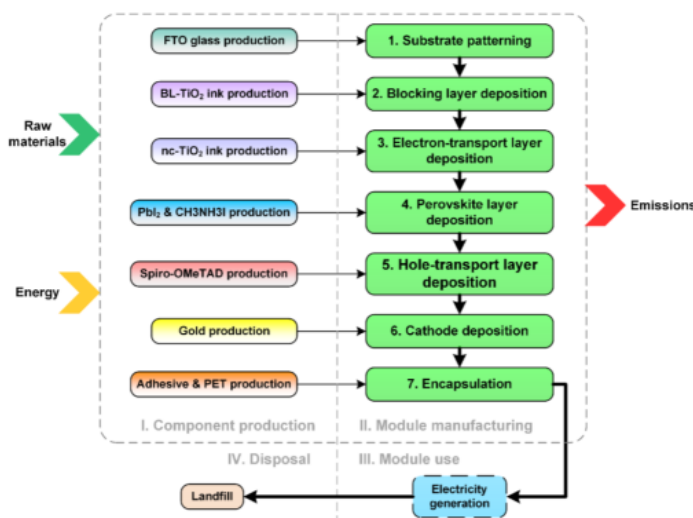 FTO glass production
1. Substrate patterning
BL-TiO₂ ink production
2. Blocking layer deposition
Raw
materials
nc-TiO₂ ink production
3. Electron-transport layer
deposition
PbI₂ & CH3NH3I production
4. Perovskite layer
deposition
Emissions
Energy
Spiro-OMeTAD production
5. Hole-transport layer
deposition
Gold production
6. Cathode deposition
Adhesive & PET production
7. Encapsulation
I. Component production
II. Module manufacturing
IV. Disposal
III. Module use
Landfill
Electricity
generation